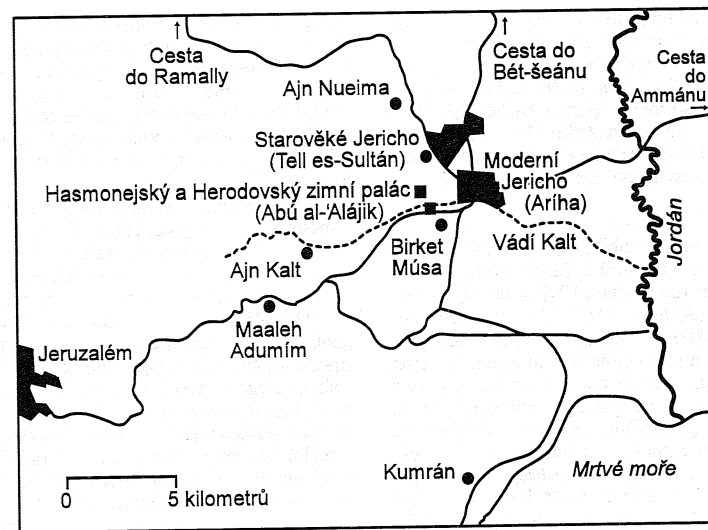 Cesta
do Ramally
Cesta do
Bét-šeánu
Cesta
do
Ammánu
Ajn Nueima
Starověké Jericho
(Tell es-Sultán)
Moderní
Jericho
(Aríha)
Hasmonejský a Herodovský zimní palác
(Abú al-‘Alájik)
Jordán
Vádí Kalt
Birket
Músa
Ajn Kalt
Maaleh
Adumím
Jeruzalém
Kumrán
Mrtvé moře
0 5 kilometrů